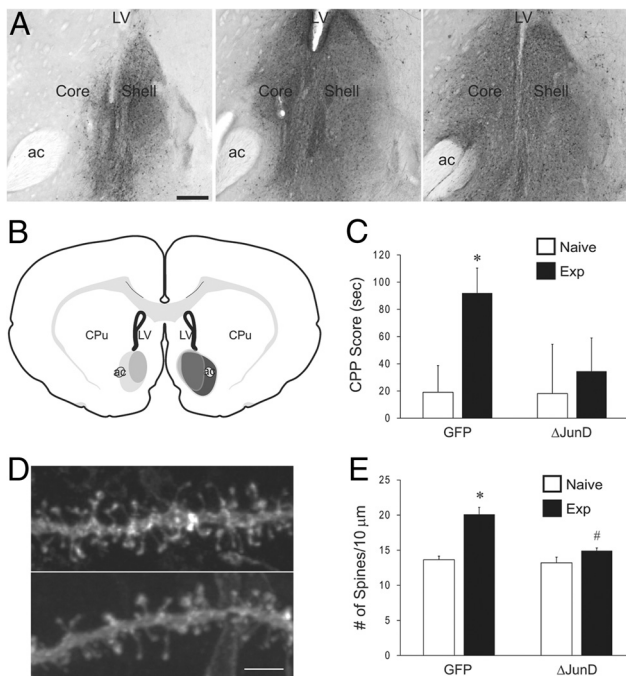 A
LV
LV
LV
Core
Shell
Core
Shell
Core
Shell
ac
ac
ac
B
CPu
LV
LV
CPu
ac
ac
C
CPP Score (sec)
120
100
80
60
40
20
0
*
Naive
Exp
GFP
ΔJunD
D
E
# of Spines/10 μm
25
20
15
10
5
0
*
#
Naive
Exp
GFP
ΔJunD